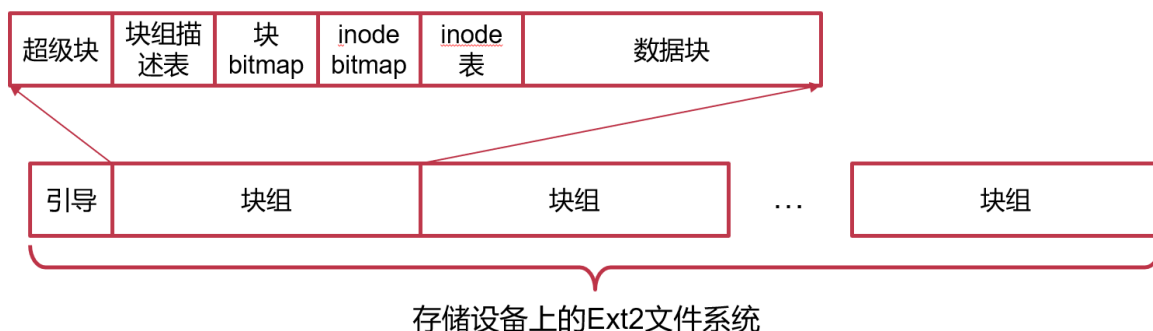 超级块
块组描
述表
块
bitmap
inode
bitmap
inode
表
数据块
引导
块组
块组
...
块组
存储设备上的Ext2文件系统